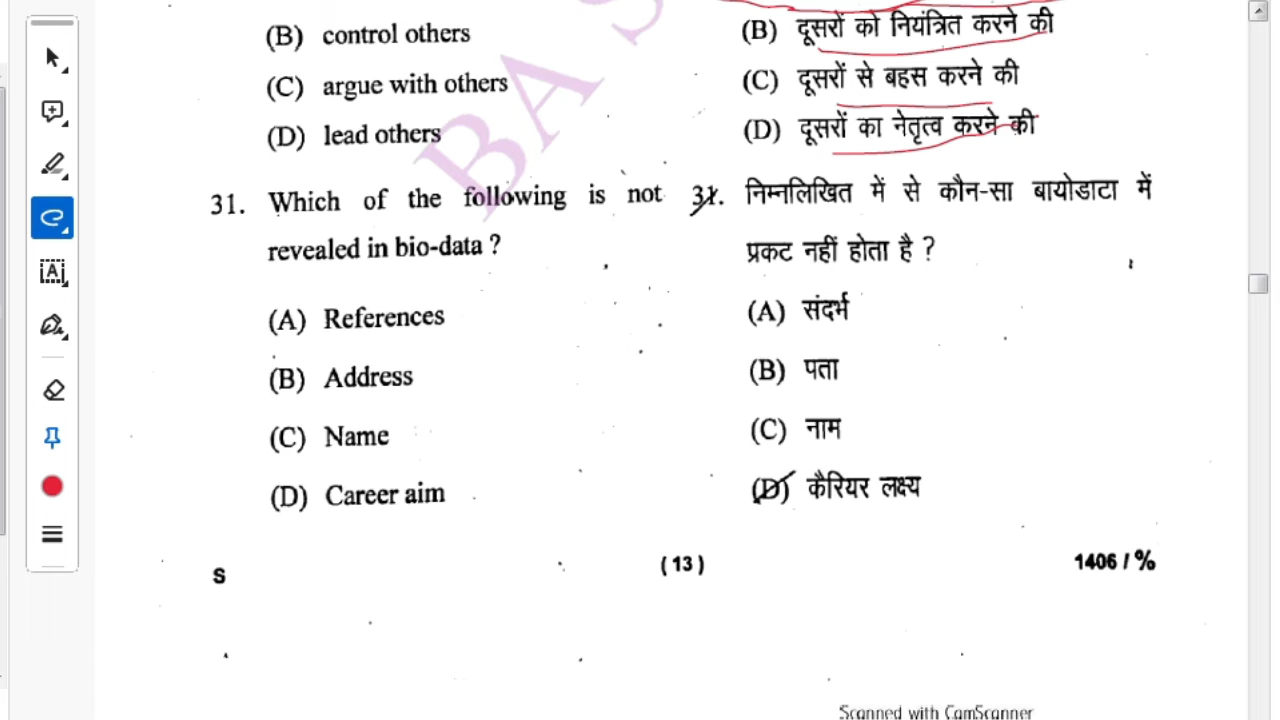 (B) control others
(C) argue with others
(D) lead others
31. Which of the following is not
revealed in bio-data ?
(A) References
(B) Address
(C) Name
(D) Career aim
(B) दूसरों को नियंत्रित करने की
(C) दूसरों से बहस करने की
(D) दूसरों का नेतृत्व करने की
31. निम्नलिखित में से कौन-सा बायोडाटा में
प्रकट नहीं होता है ?
(A) संदर्भ
(B) पता
(C) नाम
(D) कैरियर लक्ष्य
BA S
S
(13)
1406 / %
Scanned with CamScanner